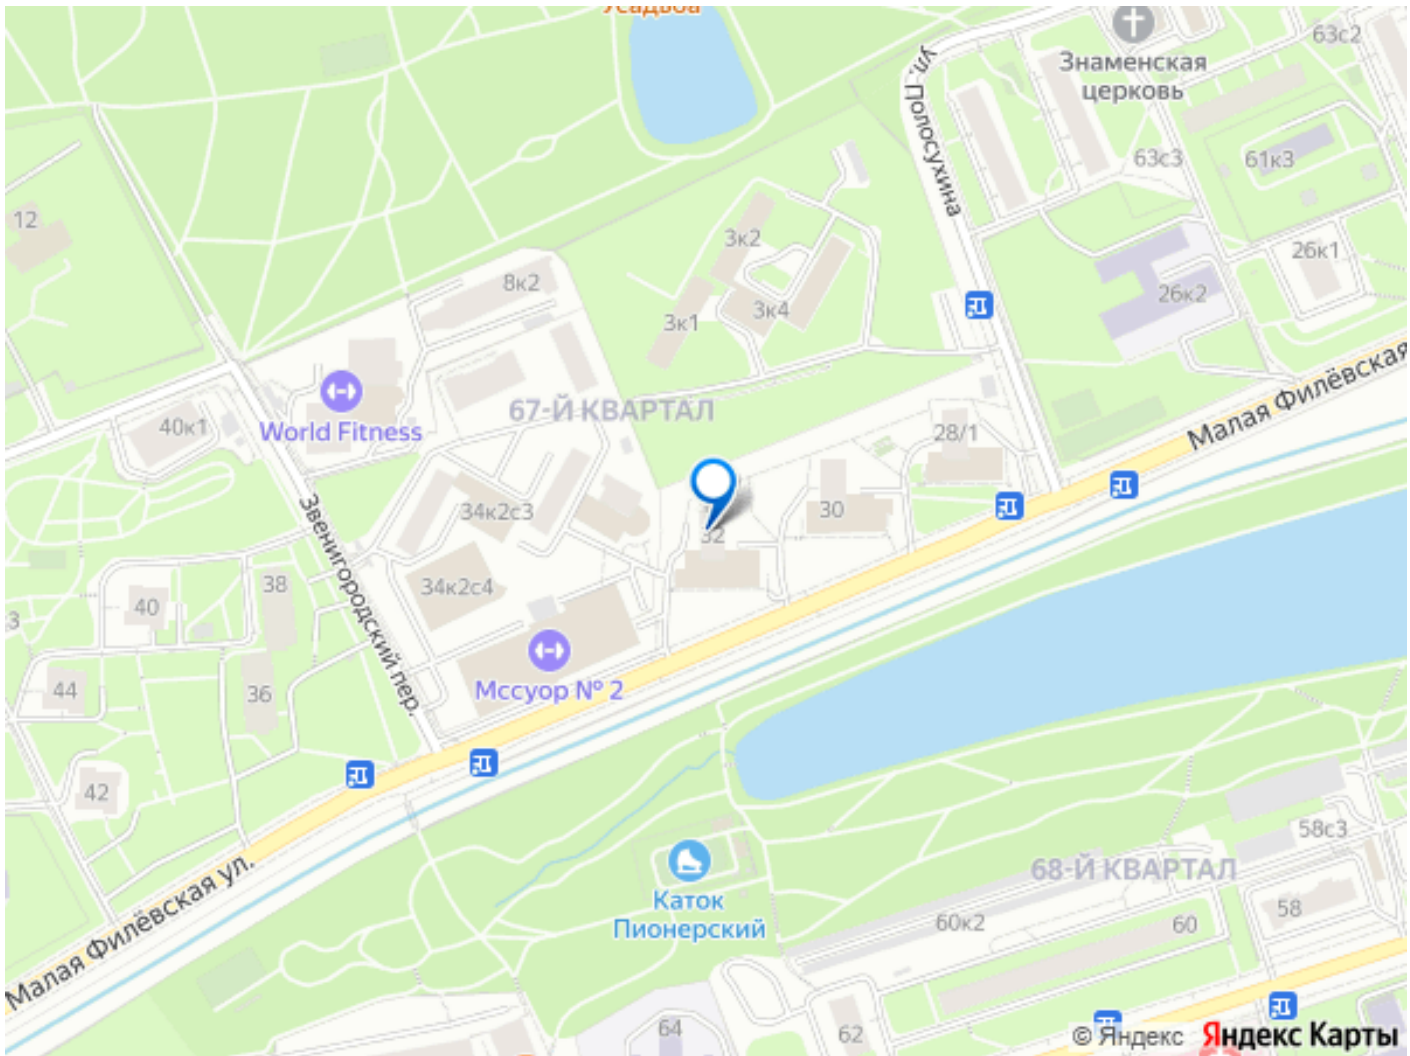 Усадьба
63с2
Знаменская
церковь
ул. Полосухина
63с3
61к3
12
3к2
26к1
8к2
26к2
3к4
3к1
Малая Филёвская
67-Й КВАРТАЛ
40к1
World Fitness
28/1
34к2с3
30
32
Звенигородский пер.
34к2с4
38
40
3
Мссуор № 2
44
36
42
58с3
Малая Филёвская ул.
68-Й КВАРТАЛ
Каток
Пионерский
58
60к2
60
64
62
© Яндекс Яндекс Карты